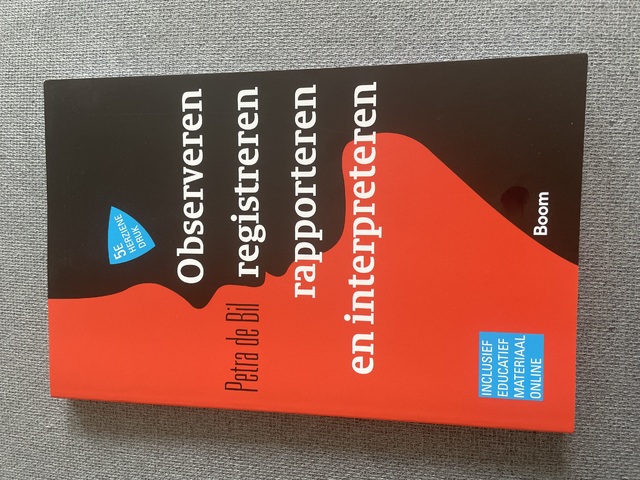 5E
HERZIENE
DRUK
Observeren
registreren
rapporteren
en interpreteren
Petra de Bil
Boom
INCLUSIEF
EDUCATIEF
MATERIAAL
ONLINE